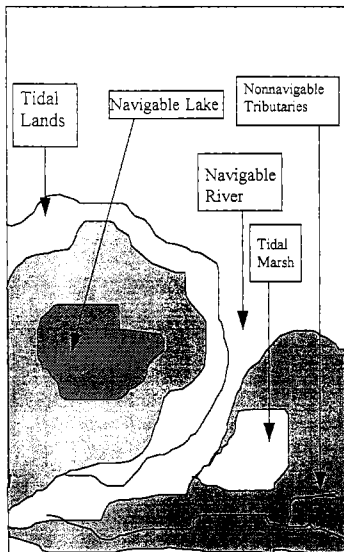 Tidal
Lands
Navigable Lake
Nonnavigable
Tributaries
Navigable
River
Tidal
Marsh